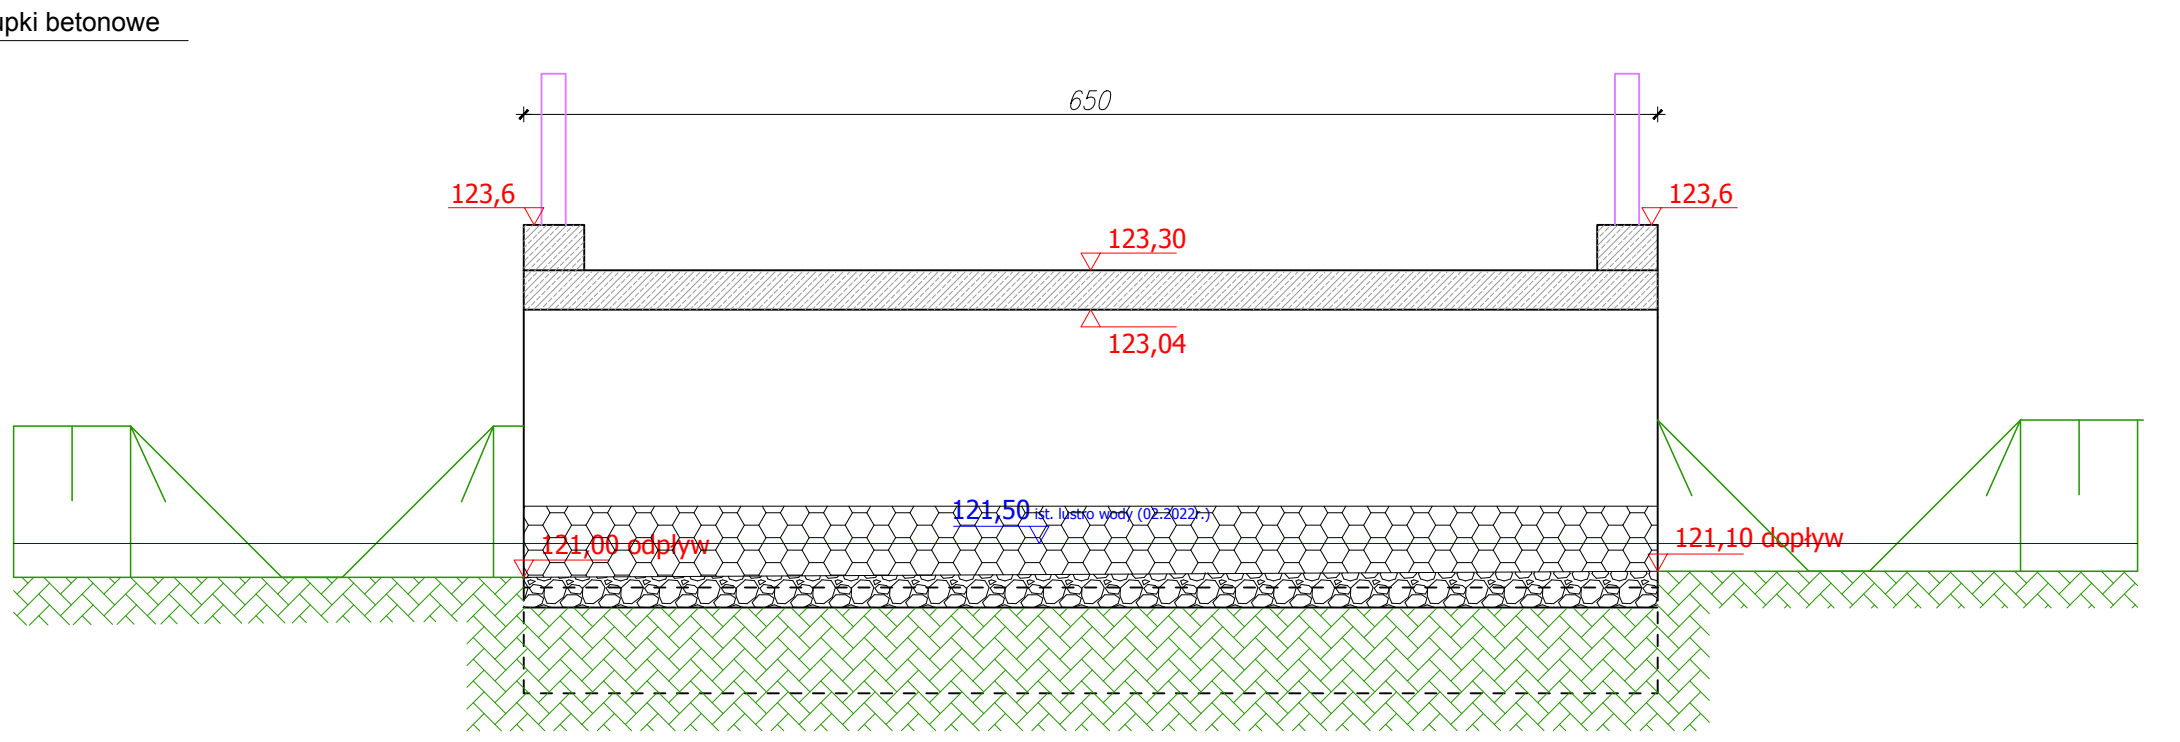 betonowe
650
123,6
123,6
123,30
123,04
121,50 ist. lustro wody (02.2022r.)
121,00 odpływ
121,10 dopływ